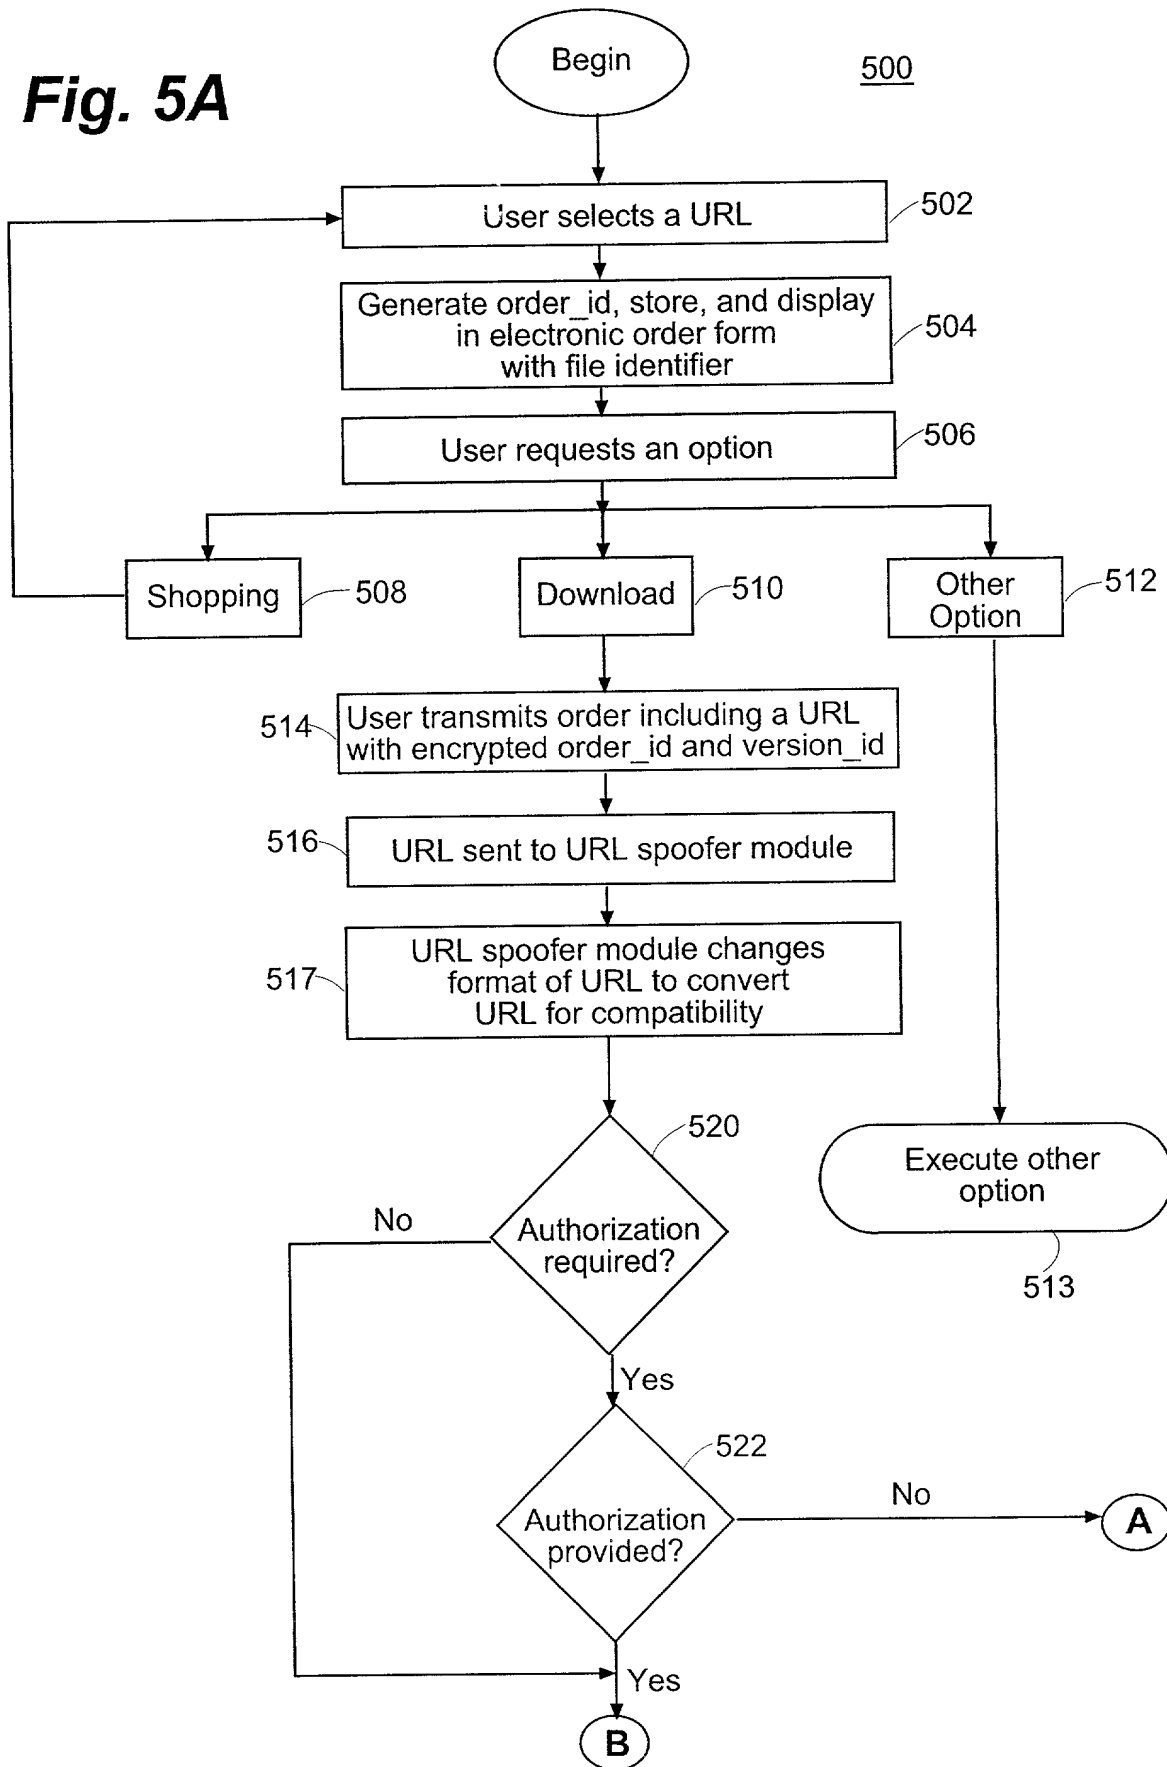 Fig. 5A
Begin
500
User selects a URL
502
Generate order_id, store, and display
in electronic order form
with file identifier
504
User requests an option
506
Shopping
508
Download
510
Other
Option
512
514
User transmits order including a URL
with encrypted order_id and version_id
516
URL sent to URL spoofer module
517
URL spoofer module changes
format of URL to convert
URL for compatibility
520
Authorization
required?
No
Yes
Execute other
option
513
522
Authorization
provided?
No
A
Yes
B